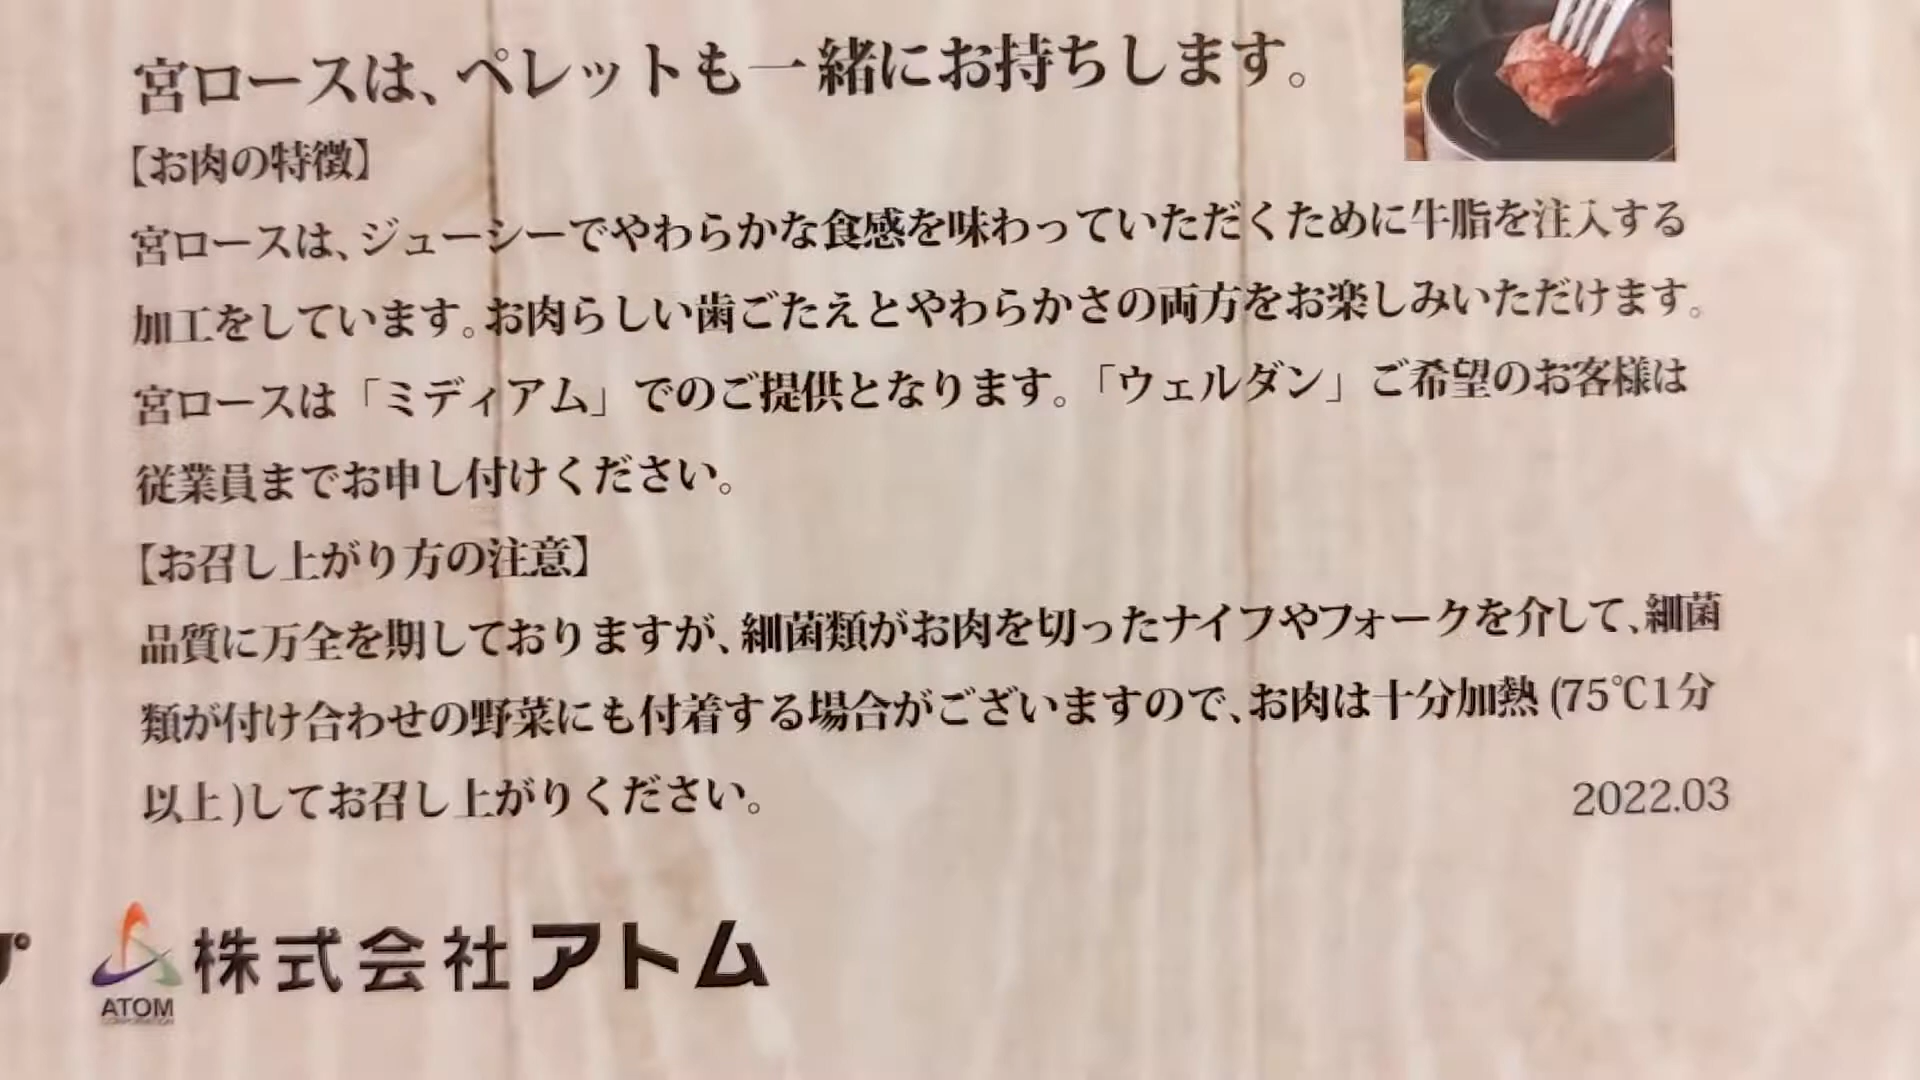 宮ロースは、ペレットも一緒にお持ちします。
【お肉の特徴】
宮ロースは、ジューシーでやわらかな食感を味わっていただくために牛脂を注入する
加工をしています。お肉らしい歯ごたえとやわらかさの両方をお楽しみいただけます。
宮ロースは「ミディアム」でのご提供となります。「ウェルダン」ご希望のお客様は
従業員までお申し付けください。
【お召し上がり方の注意】
品質に万全を期しておりますが、細菌類がお肉を切ったナイフやフォークを介して、細菌
類が付け合わせの野菜にも付着する場合がございますので、お肉は十分加熱(75℃1分
以上)してお召し上がりください。
2022.03
株式会社アトム
ATOM
CORPORATION